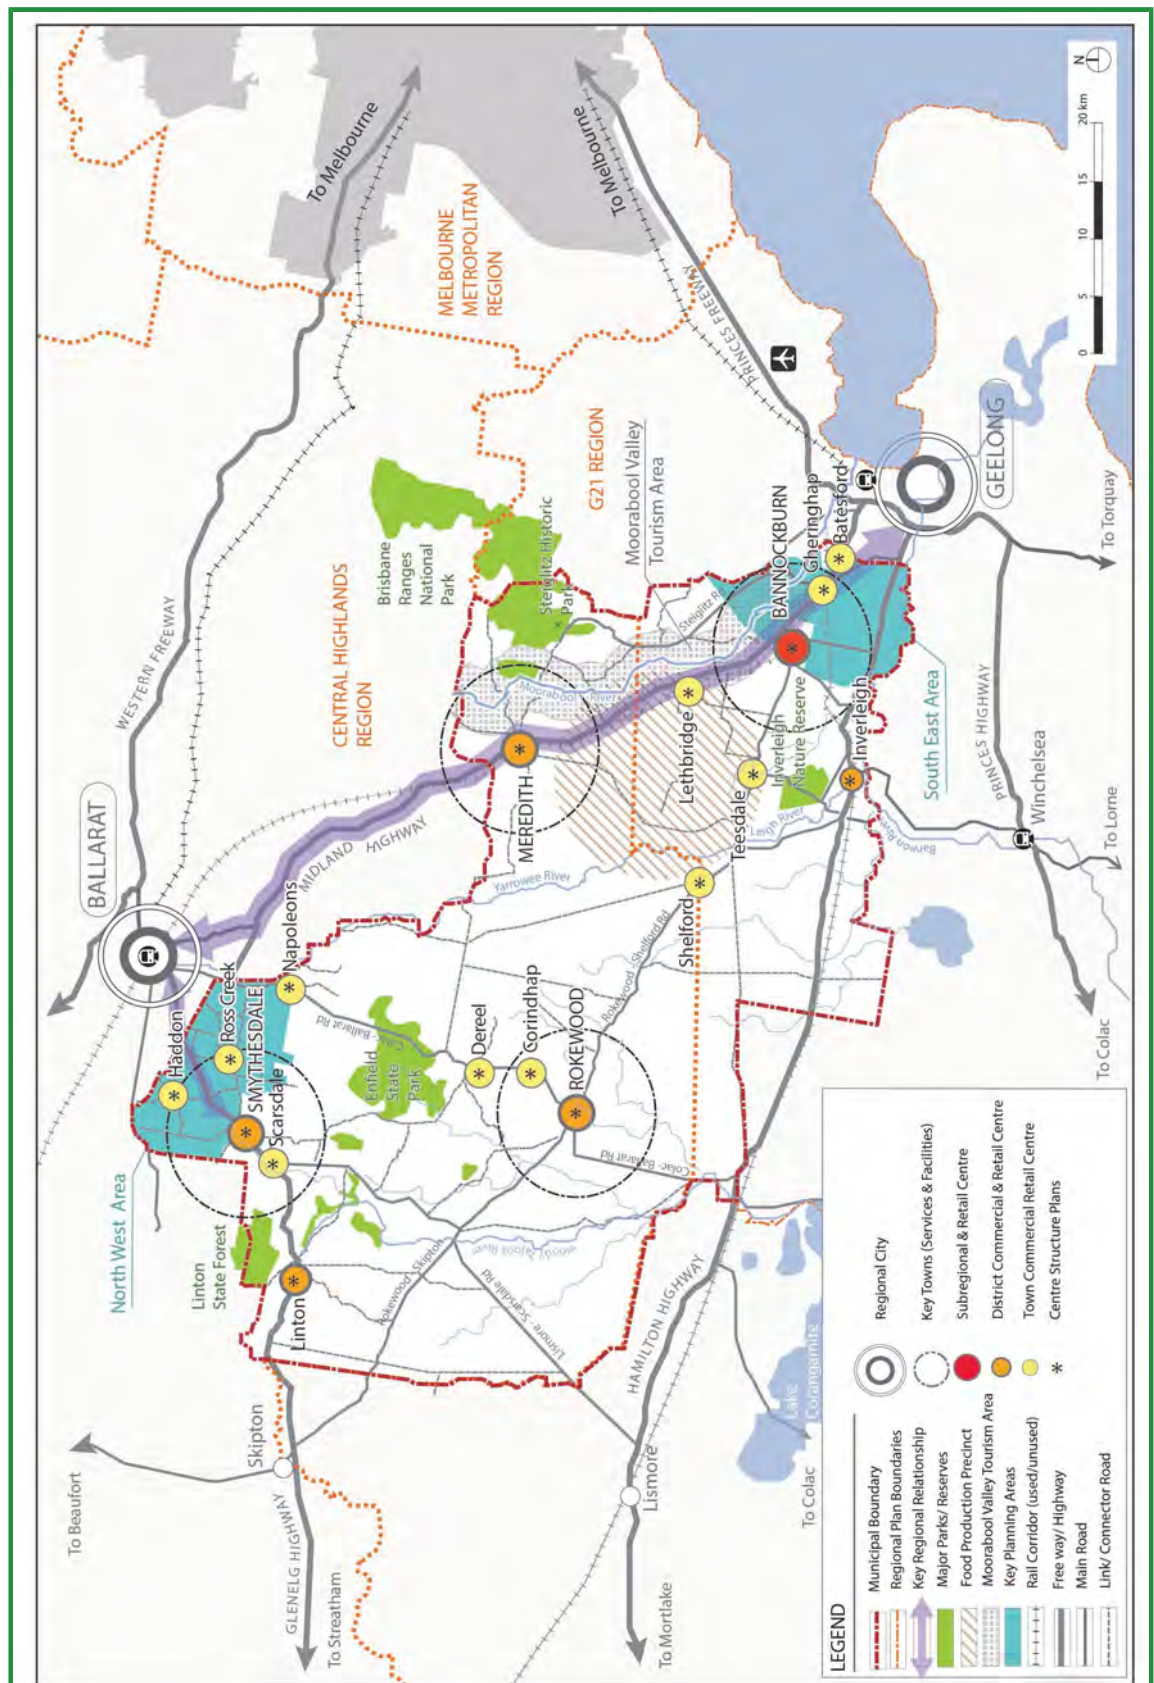 To Beaufort
Skipton
GLENELG HIGHWAY
To Streatham
Linton
State Forest
North West Area
Linton
Scarsdale
SMYTHESDALE
Haddon
Ross Creek
Napoleons
BALLARAT
WESTERN FREEWAY
MIDLAND HIGHWAY
CENTRAL HIGHLANDS
REGION
Brisbane
Ranges
National
Park
Steiglitz Historic
Park
MELBOURNE
METROPOLITAN
REGION
To Melbourne
To Melbourne
PRINCES FREEWAY
G21 REGION
Moorabool Valley
Tourism Area
Steiglitz Rd
Moorabool River
MEREDITH
Lethbridge
Teesdale
Inverleigh
Nature Reserve
BANNOCKBURN
Gheringhap
Batesford
GEELONG
Inverleigh
South East Area
PRINCES HIGHWAY
Winchelsea
To Torquay
To Lorne
To Colac
Barwon River
Leigh River
Yarrowee River
Shelford
Rokewood - Shelford Rd
Colac - Ballarat Rd
Enfield
State
Park
Dereel
Corindhap
ROKEWOOD
Colac - Ballarat Rd
Woady Yaloak River
Rokewood - Skipton
Lismore - Scarsdale Rd
HAMILTON HIGHWAY
Lismore
To Mortlake
To Colac
Lake
Corangamite
N
0 5 10 15 20 km
LEGEND
Municipal Boundary
Regional Plan Boundaries
Key Regional Relationship
Major Parks/ Reserves
Food Production Precinct
Moorabool Valley Tourism Area
Key Planning Areas
Rail Corridor (used/unused)
Free way/ Highway
Main Road
Link/ Connector Road
Regional City
Key Towns (Services & Facilities)
Subregional & Retail Centre
District Commercial & Retail Centre
Town Commercial Retail Centre
Centre Structure Plans